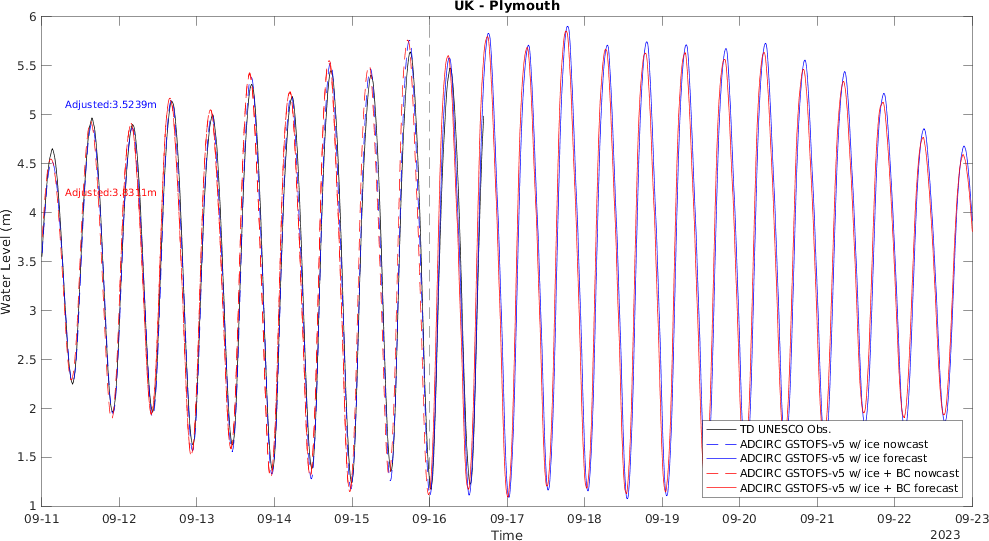 UK - Plymouth
6
5.5
5
4.5
4
3.5
3
2.5
2
1.5
1
Water Level (m)
Adjusted:3.5239m
Adjusted:3.8311m
TD UNESCO Obs.
ADCIRC GSTOFS-v5 w/ ice nowcast
ADCIRC GSTOFS-v5 w/ ice forecast
ADCIRC GSTOFS-v5 w/ ice + BC nowcast
ADCIRC GSTOFS-v5 w/ ice + BC forecast
09-11 09-12 09-13 09-14 09-15 09-16 09-17 09-18 09-19 09-20 09-21 09-22 09-23
Time
2023